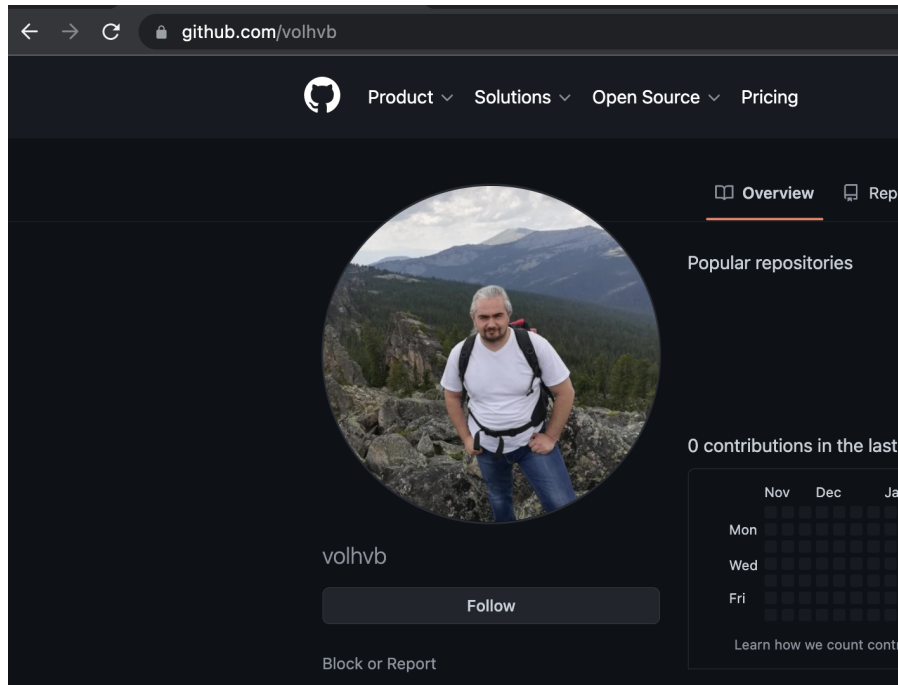 github.com/volhvb
Product Solutions Open Source Pricing
Overview Rep
Popular repositories
0 contributions in the last
Nov Dec Ja
Mon
Wed
Fri
Learn how we count contr
volhvb
Follow
Block or Report